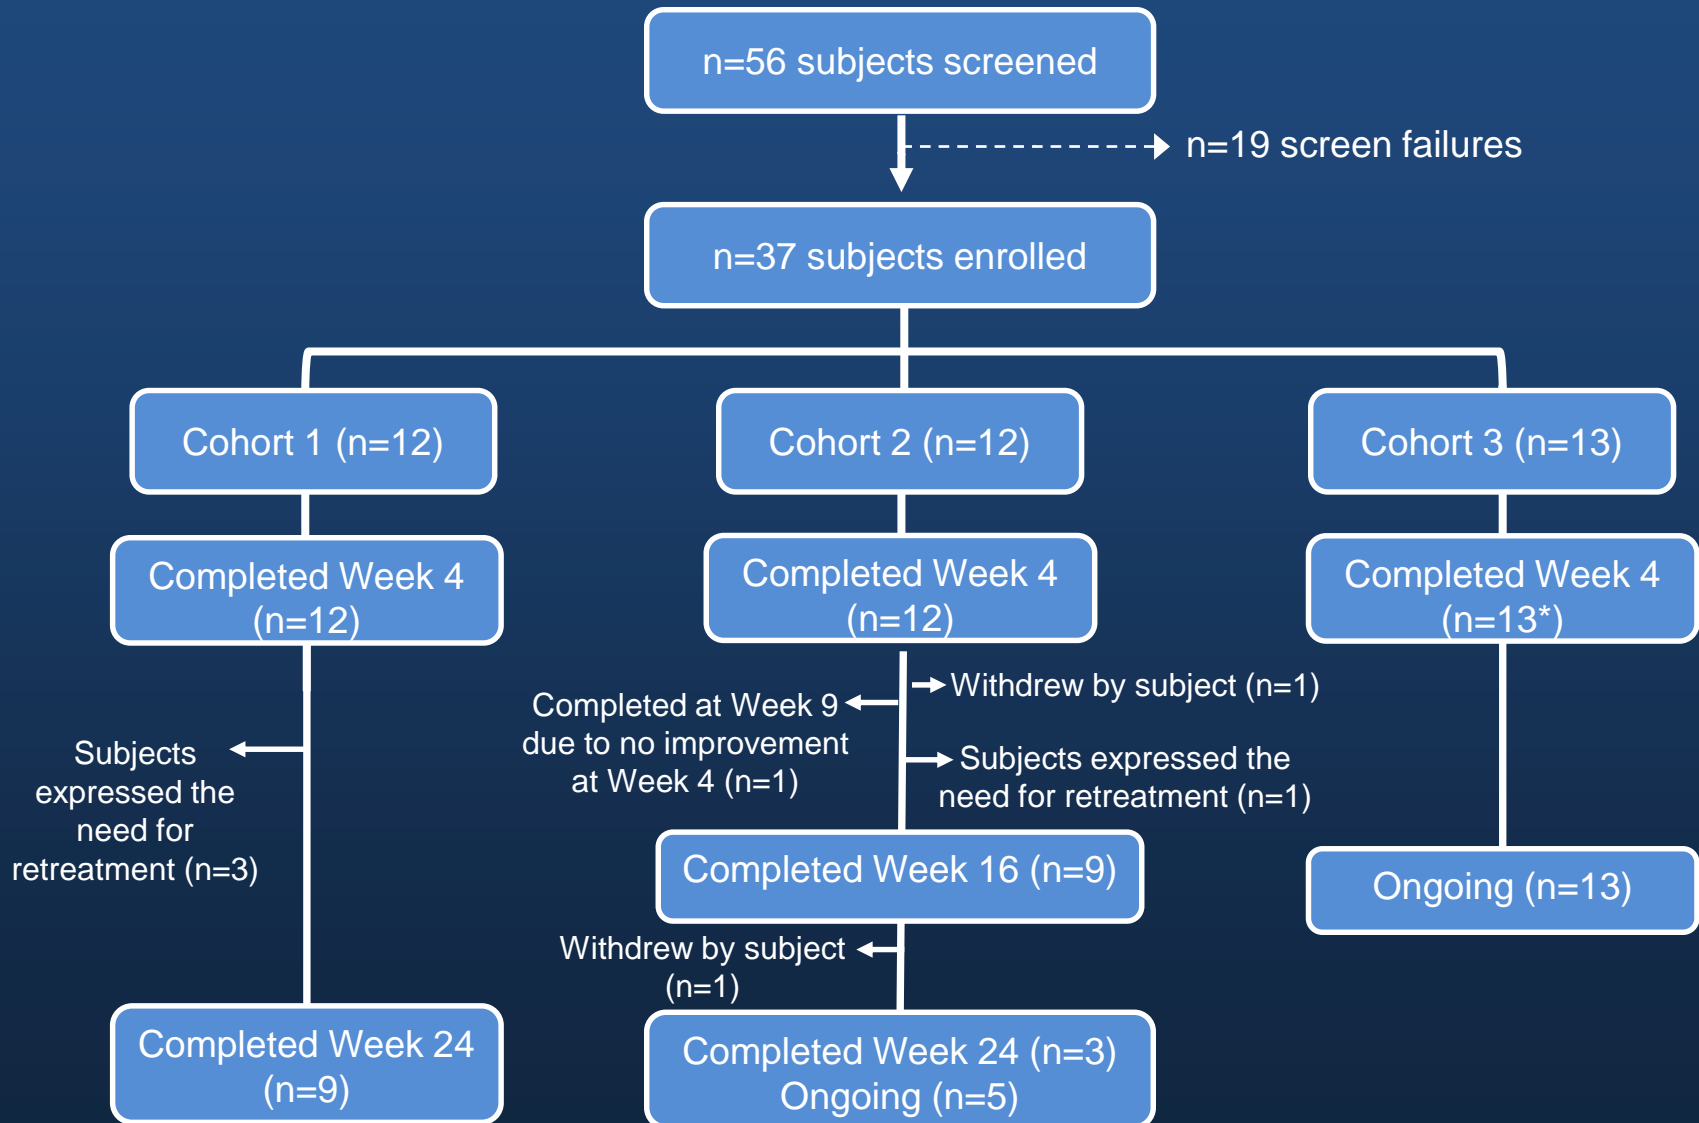 n=56 subjects screened
n=19 screen failures
n=37 subjects enrolled
Cohort 1 (n=12)
Cohort 2 (n=12)
Cohort 3 (n=13)
Completed Week 4
(n=12)
Completed Week 4
(n=12)
Completed Week 4
(n=13*)
Subjects
expressed the
need for
retreatment (n=3)
Completed at Week 9
due to no improvement
at Week 4 (n=1)
Withdrew by subject (n=1)
Subjects expressed the
need for retreatment (n=1)
Completed Week 16 (n=9)
Ongoing (n=13)
Withdrew by subject
(n=1)
Completed Week 24
(n=9)
Completed Week 24 (n=3)
Ongoing (n=5)